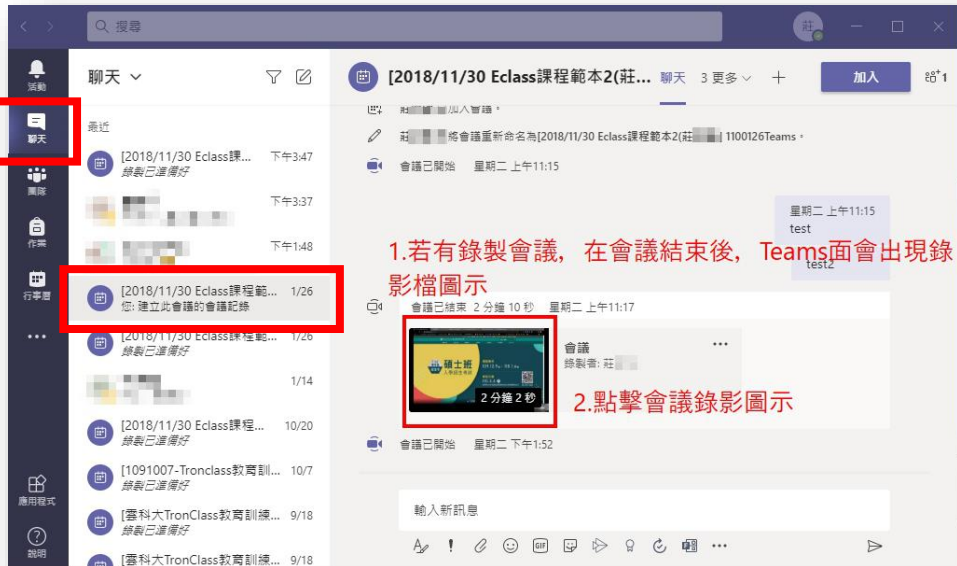 搜尋
莊
活動
聊天
團隊
作業
行事曆
應用程式
說明
聊天
最近
[2018/11/30 Eclass課... 下午3:47
錄製已準備好
下午3:37
下午1:48
[2018/11/30 Eclass課程範... 1/26
您: 建立此會議的會議記錄
[2018/11/30 Eclass課程範... 1/26
錄製已準備好
1/14
[2018/11/30 Eclass課程... 10/20
錄製已準備好
[1091007-Tronclass教育訓... 10/7
錄製已準備好
[雲科大TronClass教育訓練... 9/18
錄製已準備好
[雲科大TronClass教育訓練... 9/18
[2018/11/30 Eclass課程範本2(莊... 聊天 3 更多 加入 1
加入會議。
莊 將會議重新命名為[2018/11/30 Eclass課程範本2(莊 1100126Teams。
會議已開始 星期二 上午11:15
星期二 上午11:15
test
test2
1.若有錄製會議，在會議結束後，Teams面會出現錄
影檔圖示
會議已結束 2 分鐘 10 秒 星期二 上午11:17
碩士班
2 分鐘 2 秒
會議
錄製者: 莊
2.點擊會議錄影圖示
會議已開始 星期二 下午1:52
輸入新訊息
GIF